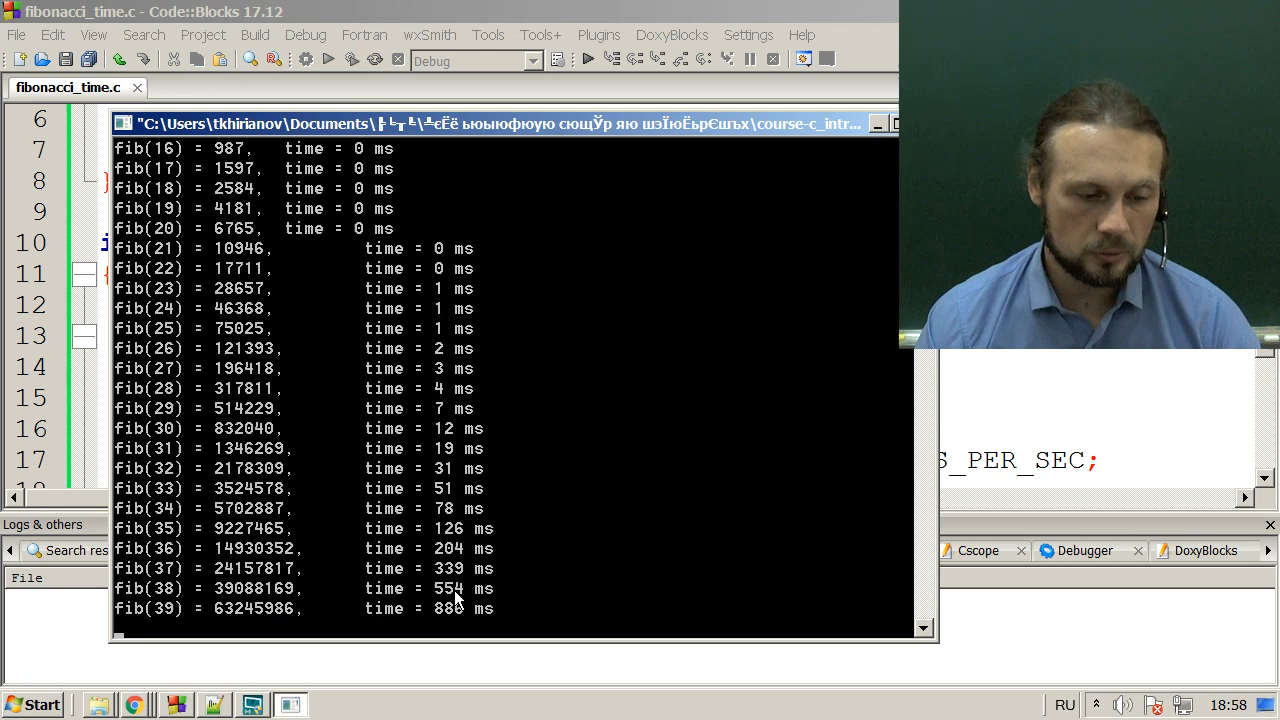 fibonacci_time.c - Code::Blocks 17.12
File Edit View Search Project Build Debug Fortran wxSmith Tools Tools+ Plugins DoxyBlocks Settings Help
Debug
fibonacci_time.c
6
7
8 }
9
10
11 {
12
13
14
15
16
17
S_PER_SEC;
fib(16) = 987, time = 0 ms
fib(17) = 1597, time = 0 ms
fib(18) = 2584, time = 0 ms
fib(19) = 4181, time = 0 ms
fib(20) = 6765, time = 0 ms
fib(21) = 10946, time = 0 ms
fib(22) = 17711, time = 0 ms
fib(23) = 28657, time = 1 ms
fib(24) = 46368, time = 1 ms
fib(25) = 75025, time = 1 ms
fib(26) = 121393, time = 2 ms
fib(27) = 196418, time = 3 ms
fib(28) = 317811, time = 4 ms
fib(29) = 514229, time = 7 ms
fib(30) = 832040, time = 12 ms
fib(31) = 1346269, time = 19 ms
fib(32) = 2178309, time = 31 ms
fib(33) = 3524578, time = 51 ms
fib(34) = 5702887, time = 78 ms
fib(35) = 9227465, time = 126 ms
fib(36) = 14930352, time = 204 ms
fib(37) = 24157817, time = 339 ms
fib(38) = 39088169, time = 554 ms
fib(39) = 63245986, time = ms
Logs & others
Search res Cscope Debugger DoxyBlocks
File
Start RU 18:58